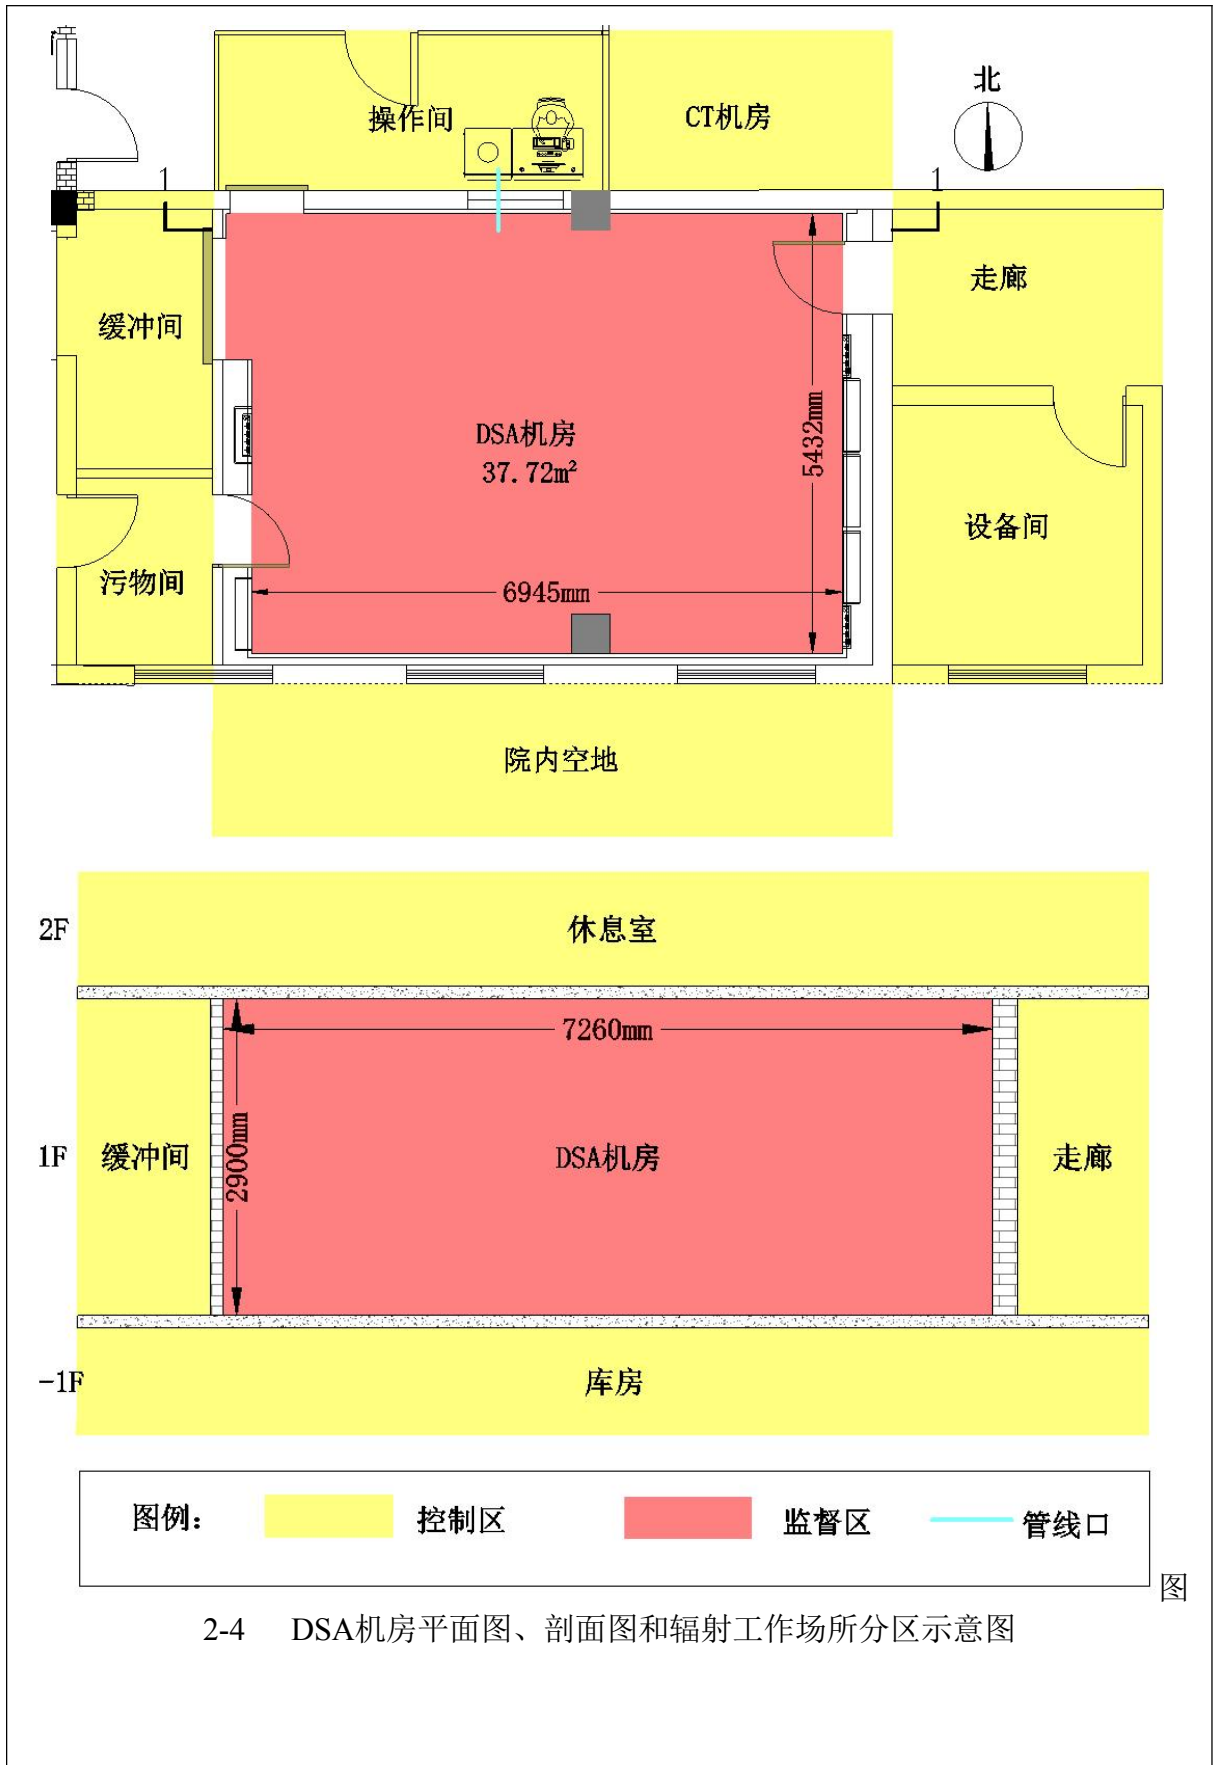 北
操作间
CT机房
1
1
走廊
缓冲间
DSA机房
37.72m²
5432mm
设备间
污物间
6945mm
院内空地
2F
休息室
7260mm
1F
缓冲间
2900mm
DSA机房
走廊
-1F
库房
图例：
控制区
监督区
管线口
图
2-4 DSA机房平面图、剖面图和辐射工作场所分区示意图